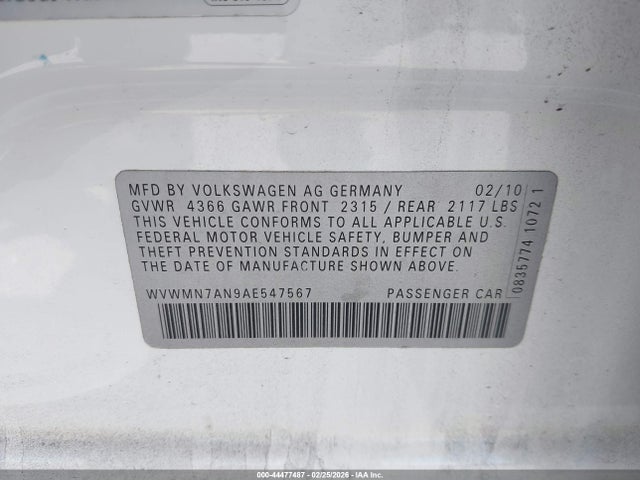 MFD BY VOLKSWAGEN AG GERMANY 02/10
GVWR 4366 GAWR FRONT 2315 / REAR 2117 LBS
THIS VEHICLE CONFORMS TO ALL APPLICABLE U.S.
FEDERAL MOTOR VEHICLE SAFETY, BUMPER AND
THEFT PREVENTION STANDARDS IN EFFECT ON
THE DATE OF MANUFACTURE SHOWN ABOVE.
WVWMN7AN9AE547567 PASSENGER CAR
0835774 1072 1
000-44477487 - 02/25/2026 - IAA Inc.